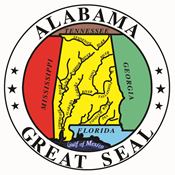 ALABAMA
TENNESSEE
MISSISSIPPI
GEORGIA
FLORIDA
Gulf of Mexico
GREAT SEAL